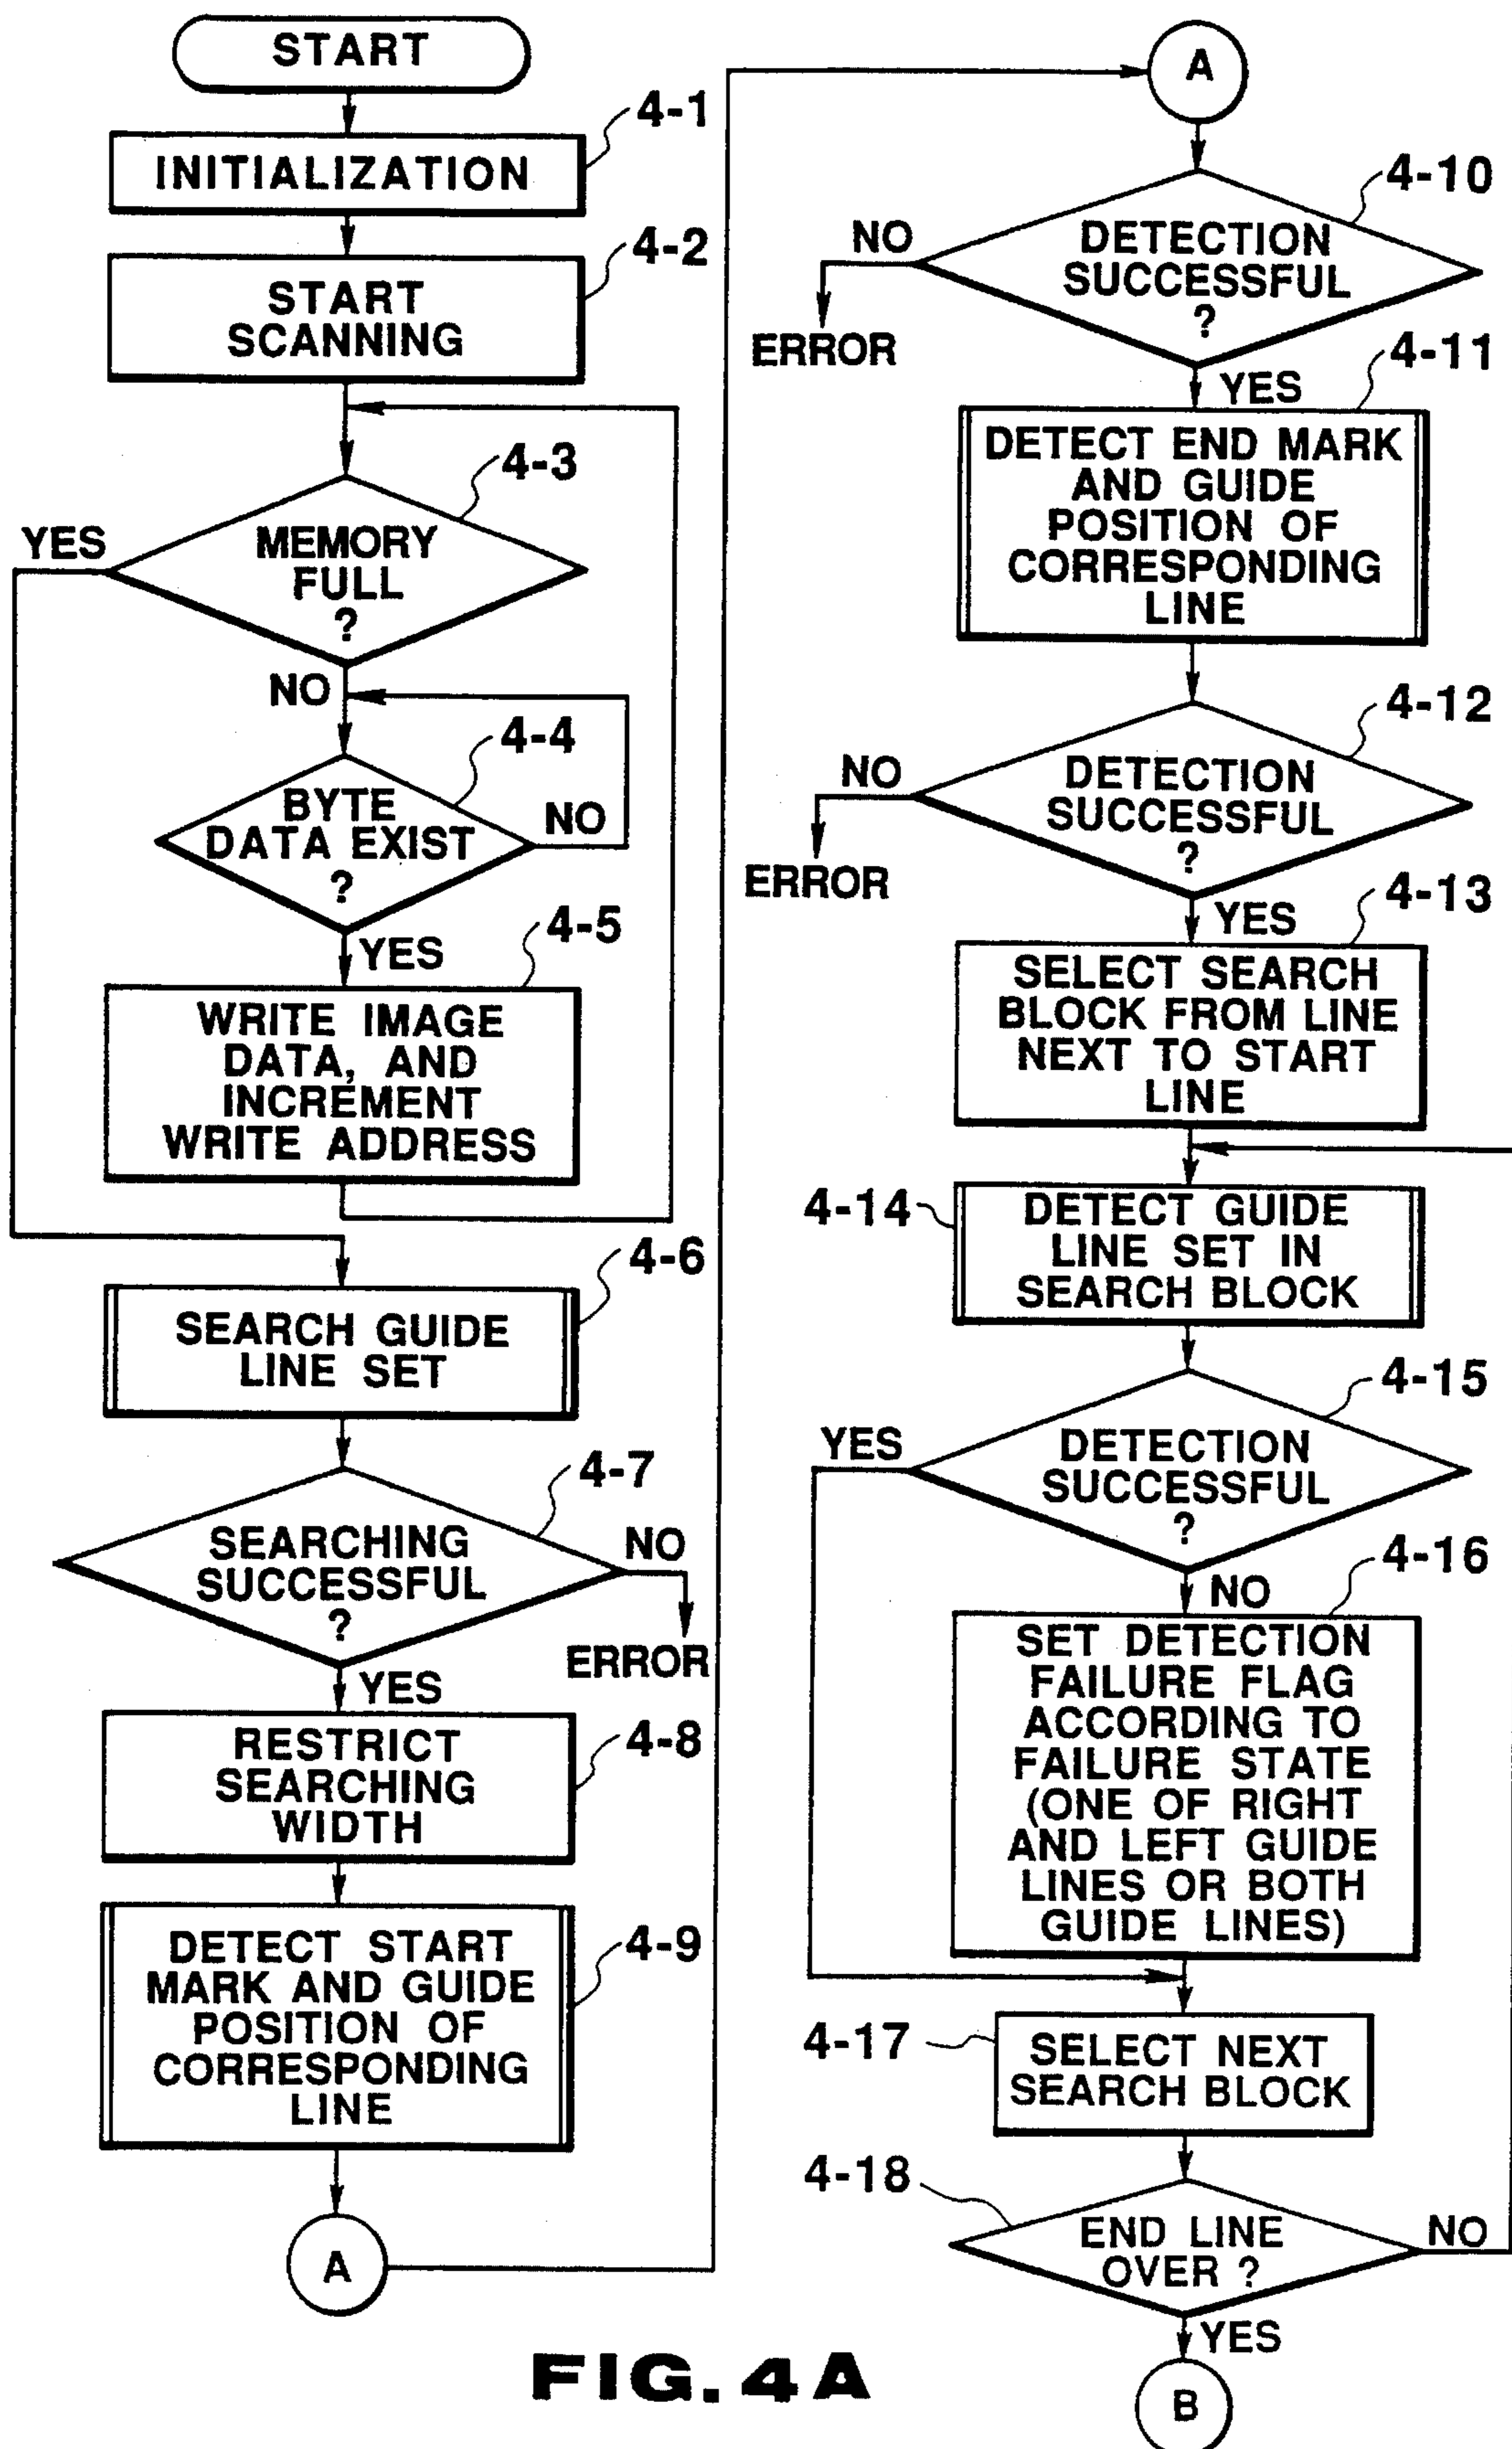 START
4-1
INITIALIZATION
4-2
START
SCANNING
4-3
YES
MEMORY
FULL
?
NO
4-4
BYTE
DATA EXIST
?
NO
YES
4-5
WRITE IMAGE
DATA, AND
INCREMENT
WRITE ADDRESS
4-6
SEARCH GUIDE
LINE SET
4-7
SEARCHING
SUCCESSFUL
?
NO
ERROR
YES
4-8
RESTRICT
SEARCHING
WIDTH
4-9
DETECT START
MARK AND GUIDE
POSITION OF
CORRESPONDING
LINE
A
A
4-10
NO
DETECTION
SUCCESSFUL
?
ERROR
YES
4-11
DETECT END MARK
AND GUIDE
POSITION OF
CORRESPONDING
LINE
4-12
NO
DETECTION
SUCCESSFUL
?
ERROR
YES
4-13
SELECT SEARCH
BLOCK FROM LINE
NEXT TO START
LINE
4-14
DETECT GUIDE
LINE SET IN
SEARCH BLOCK
4-15
YES
DETECTION
SUCCESSFUL
?
NO
4-16
SET DETECTION
FAILURE FLAG
ACCORDING TO
FAILURE STATE
(ONE OF RIGHT
AND LEFT GUIDE
LINES OR BOTH
GUIDE LINES)
4-17
SELECT NEXT
SEARCH BLOCK
4-18
END LINE
OVER ?
NO
YES
B
FIG. 4A